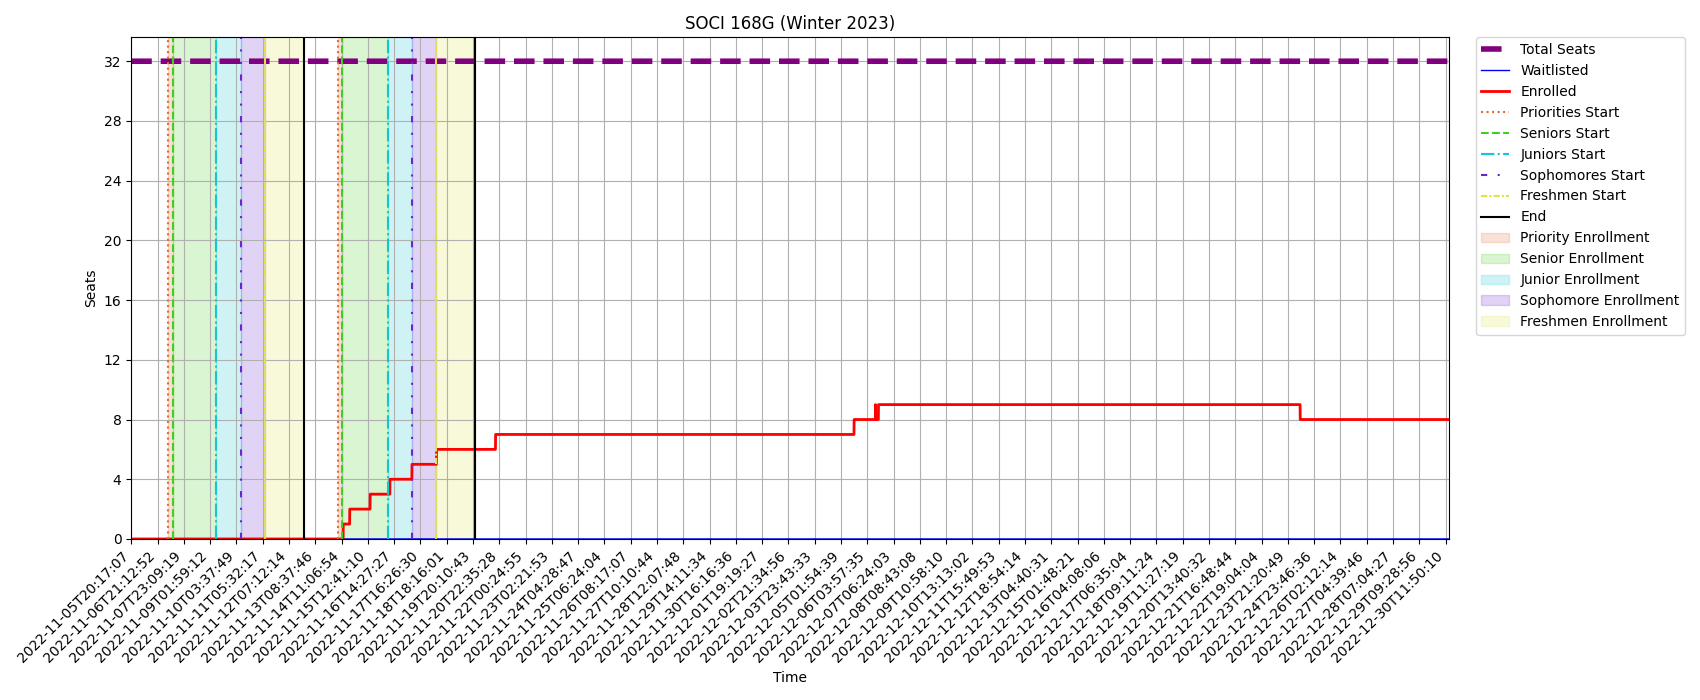 SOCI 168G (Winter 2023)
32
28
24
20
16
12
8
4
0
Seats
2022-11-05T20:17:07
2022-11-06T21:12:52
2022-11-07T23:09:19
2022-11-09T01:59:12
2022-11-10T03:37:49
2022-11-11T05:32:17
2022-11-12T07:12:14
2022-11-13T08:37:46
2022-11-14T11:06:54
2022-11-15T12:41:10
2022-11-16T14:27:27
2022-11-17T16:26:30
2022-11-18T18:16:01
2022-11-19T20:10:43
2022-11-20T22:35:28
2022-11-22T00:24:55
2022-11-23T02:21:53
2022-11-24T04:28:47
2022-11-25T06:24:04
2022-11-26T08:17:07
2022-11-27T10:10:44
2022-11-28T12:07:48
2022-11-29T14:11:34
2022-11-30T16:16:36
2022-12-01T19:19:27
2022-12-02T21:34:56
2022-12-03T23:43:33
2022-12-05T01:54:39
2022-12-06T03:57:35
2022-12-07T06:24:03
2022-12-08T08:43:08
2022-12-09T10:58:10
2022-12-10T13:13:02
2022-12-11T15:49:53
2022-12-12T18:54:14
2022-12-13T04:40:31
2022-12-15T01:48:21
2022-12-16T04:08:06
2022-12-17T06:35:04
2022-12-18T09:11:24
2022-12-19T11:27:19
2022-12-20T13:40:32
2022-12-21T16:48:44
2022-12-22T19:04:04
2022-12-23T21:20:49
2022-12-24T23:46:36
2022-12-26T02:12:14
2022-12-27T04:39:46
2022-12-28T07:04:27
2022-12-29T09:28:56
2022-12-30T11:50:10
Time
Total Seats
Waitlisted
Enrolled
Priorities Start
Seniors Start
Juniors Start
Sophomores Start
Freshmen Start
End
Priority Enrollment
Senior Enrollment
Junior Enrollment
Sophomore Enrollment
Freshmen Enrollment